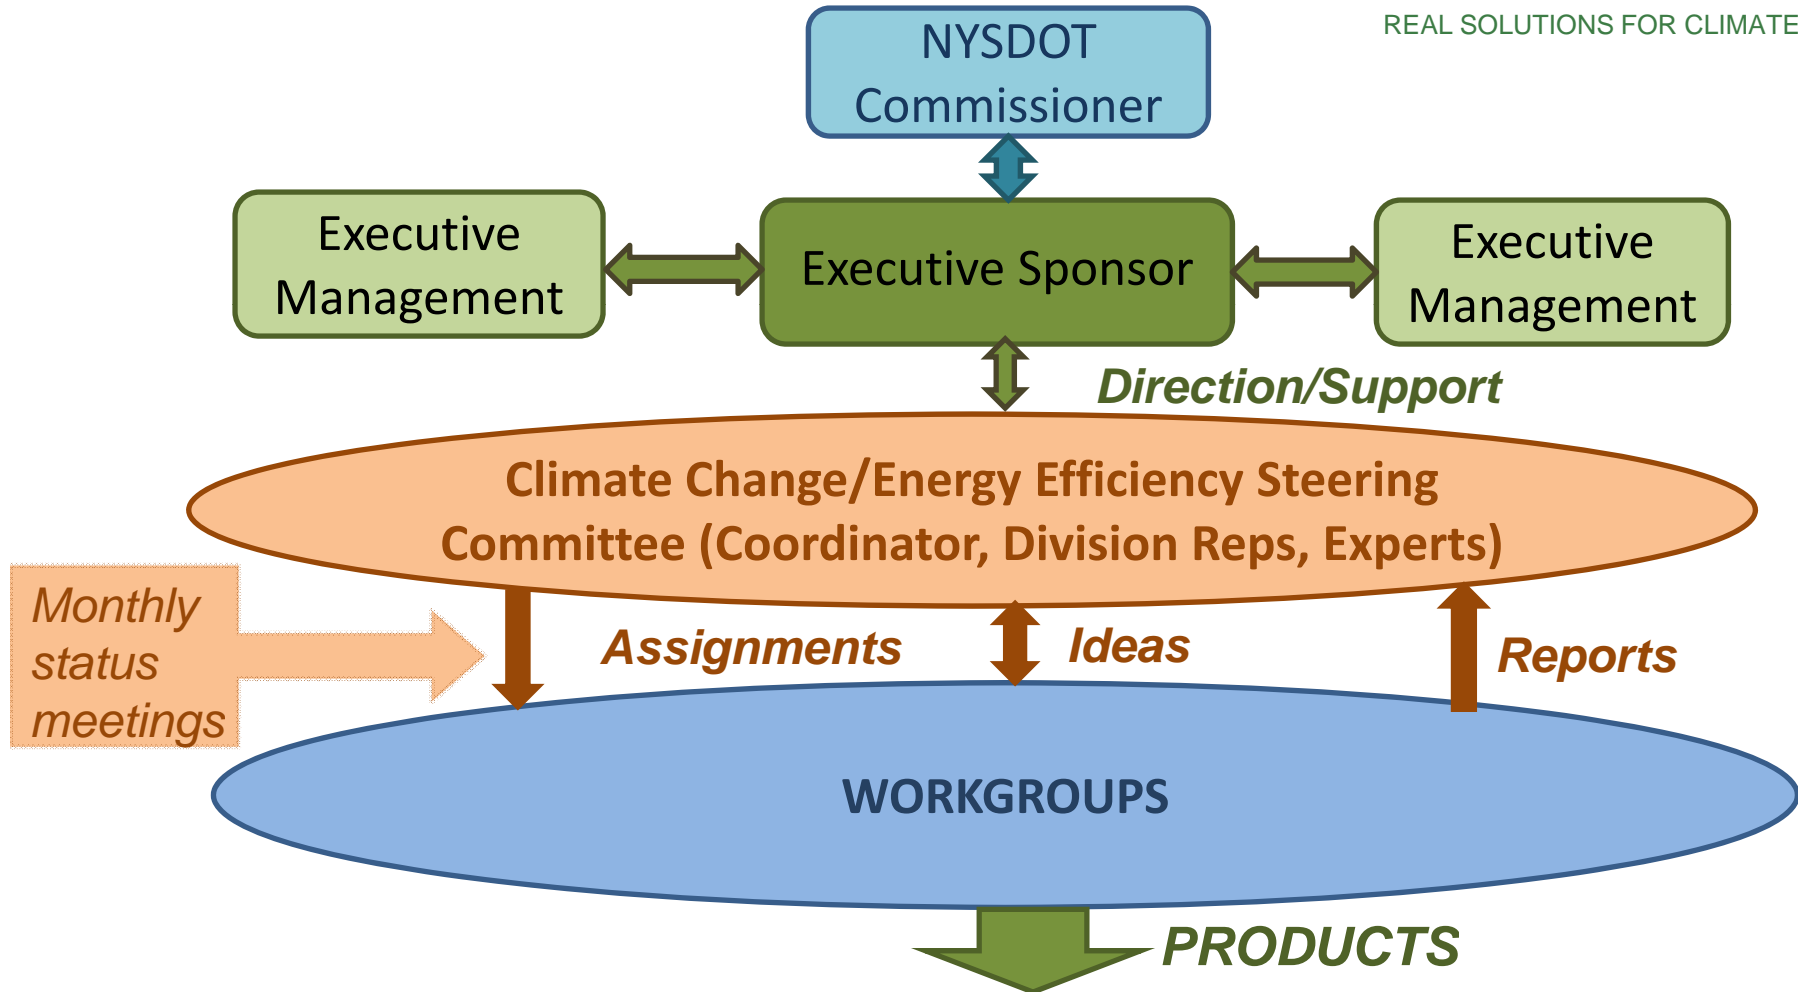 REAL SOLUTIONS FOR CLIMATE
NYSDOT
Commissioner
Executive
Management
Executive Sponsor
Executive
Management
Direction/Support
Climate Change/Energy Efficiency Steering
Committee (Coordinator, Division Reps, Experts)
Monthly
status
meetings
Assignments
Ideas
Reports
WORKGROUPS
PRODUCTS